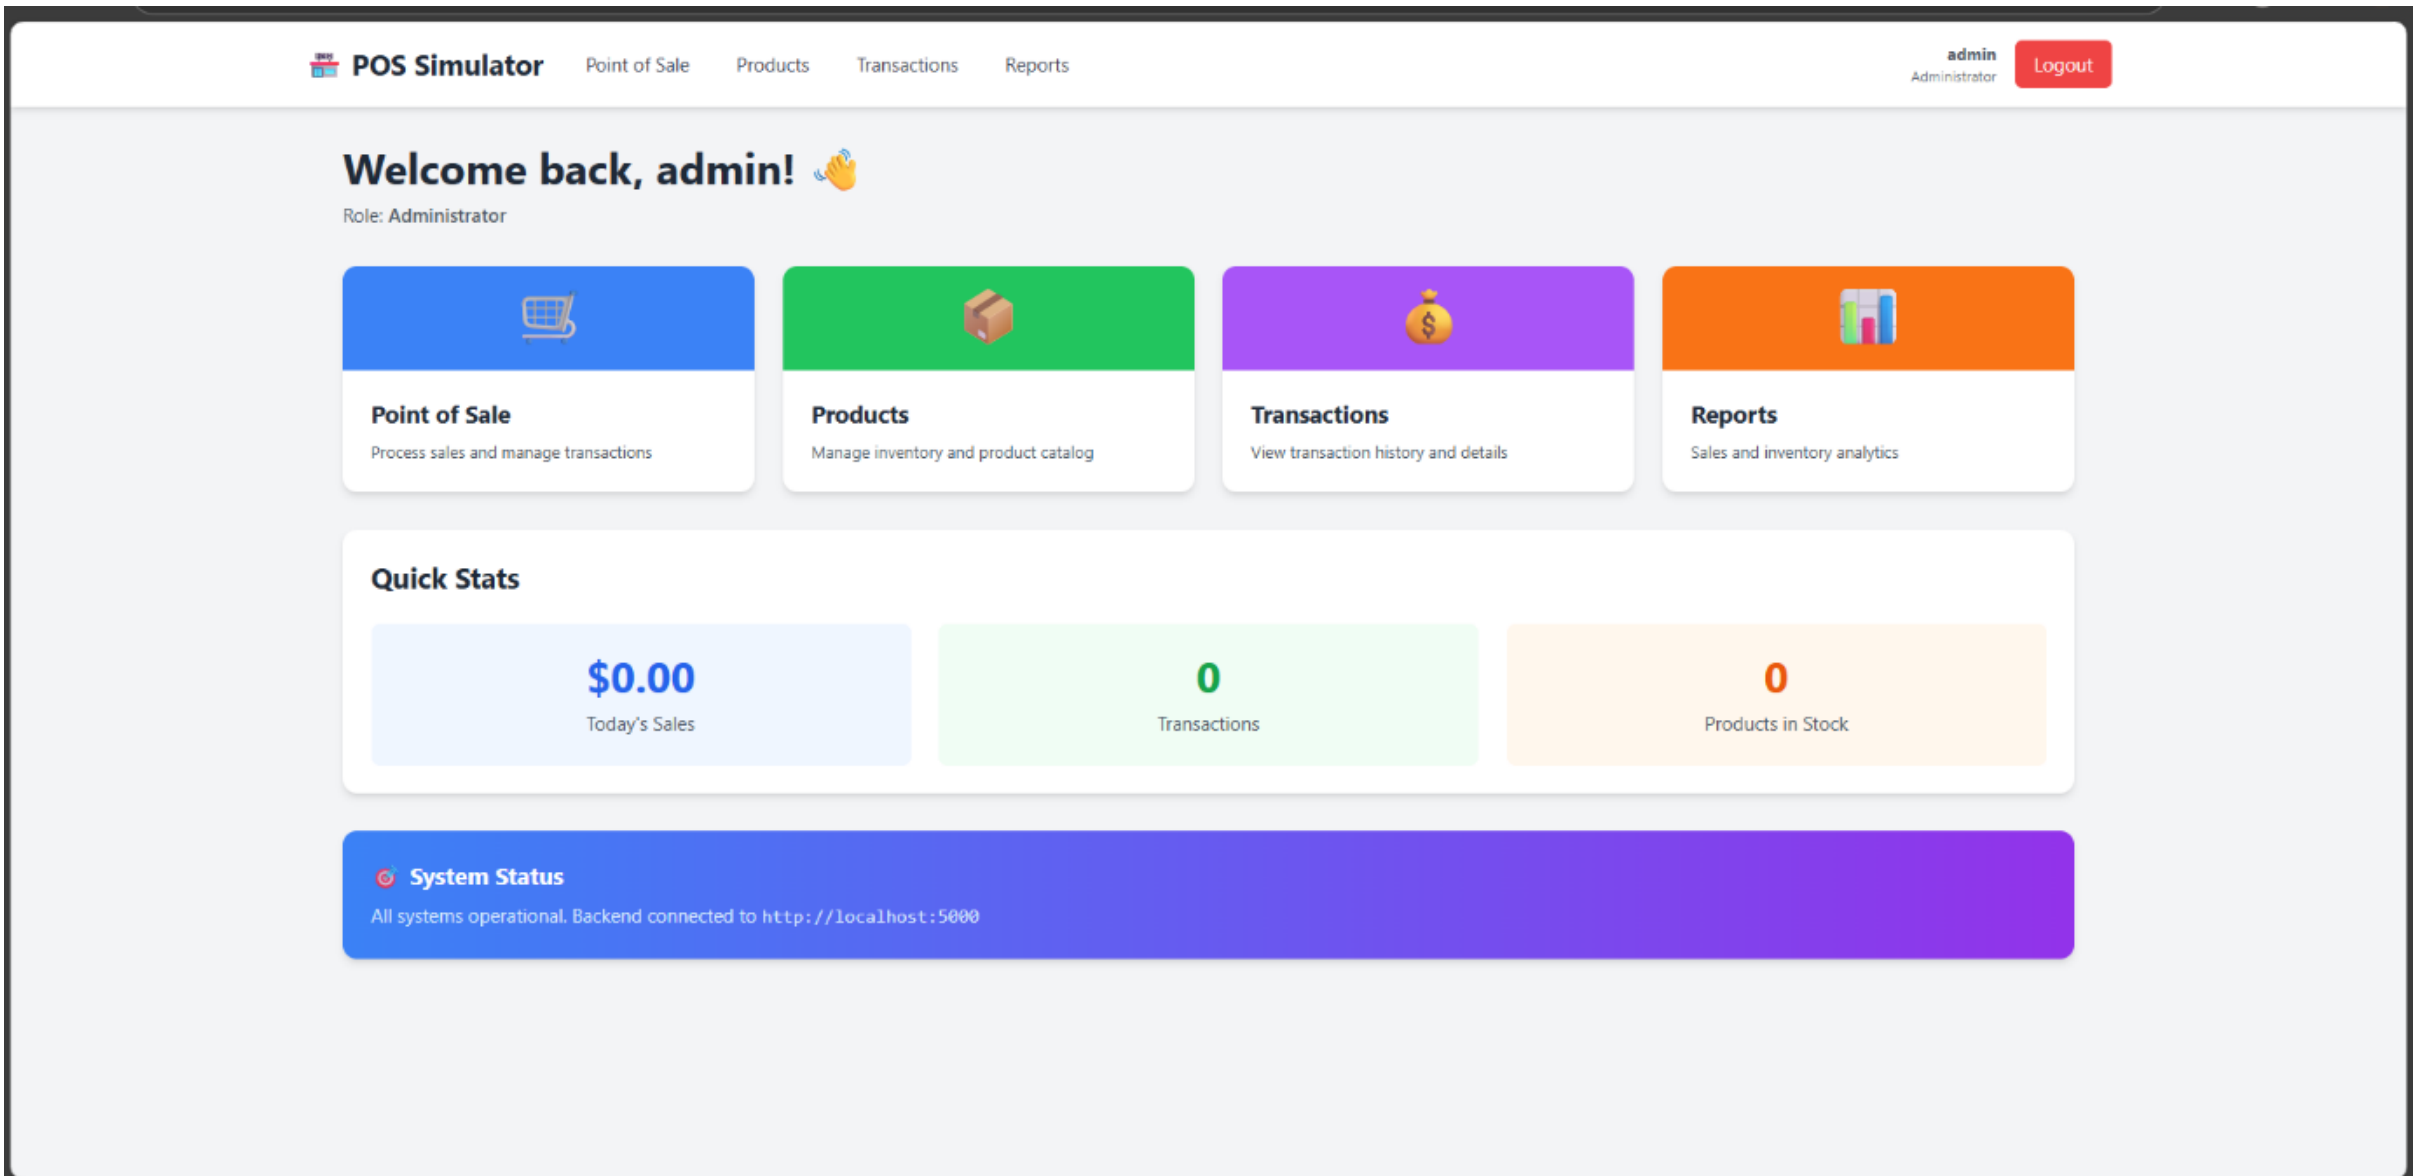 POS Simulator Point of Sale Products Transactions Reports admin Logout
Administrator
Welcome back, admin!
Role: Administrator
Point of Sale
Process sales and manage transactions
Products
Manage inventory and product catalog
Transactions
View transaction history and details
Reports
Sales and inventory analytics
Quick Stats
$0.00
Today's Sales
0
Transactions
0
Products in Stock
System Status
All systems operational. Backend connected to http://localhost:5000